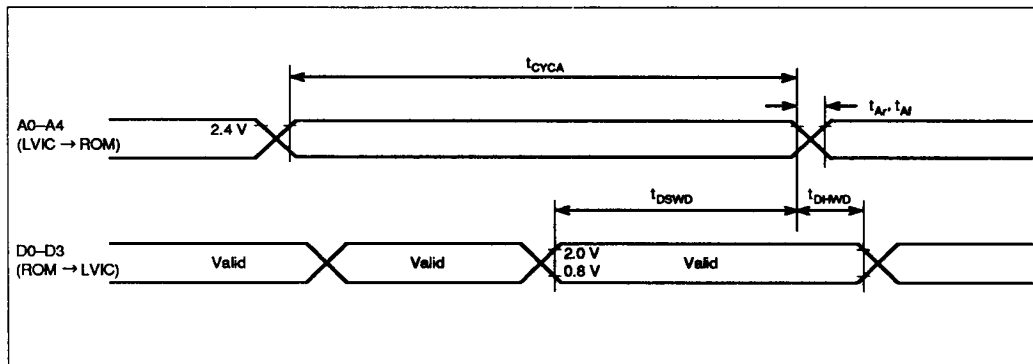 tCYCA
tAr, tAf
A0–A4
(LVIC → ROM)
2.4 V
tDSWD
tDHWD
D0–D3
(ROM → LVIC)
Valid
Valid
2.0 V
0.8 V
Valid